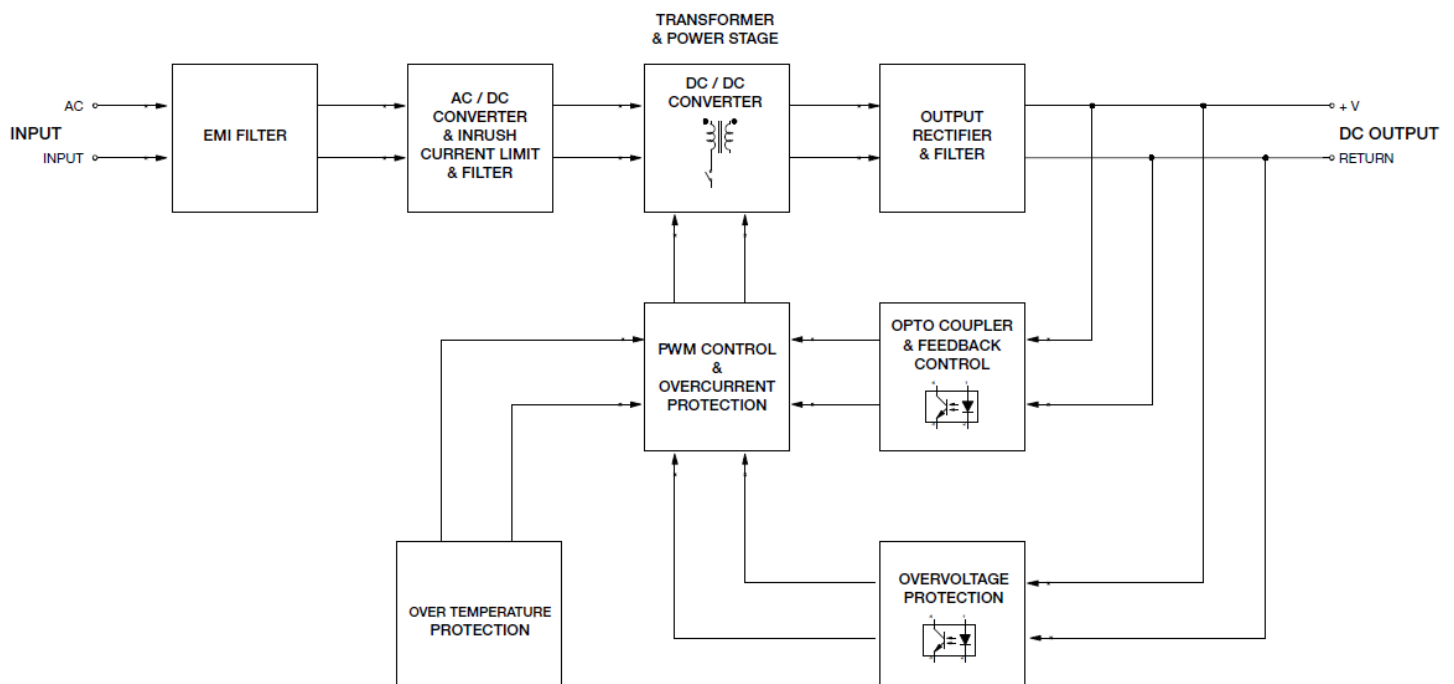 TRANSFORMER
& POWER STAGE
AC
INPUT
INPUT
EMI FILTER
AC / DC
CONVERTER
& INRUSH
CURRENT LIMIT
& FILTER
DC / DC
CONVERTER
OUTPUT
RECTIFIER
& FILTER
+ V
DC OUTPUT
RETURN
PWM CONTROL
&
OVERCURRENT
PROTECTION
OPTO COUPLER
& FEEDBACK
CONTROL
OVER TEMPERATURE
PROTECTION
OVERVOLTAGE
PROTECTION